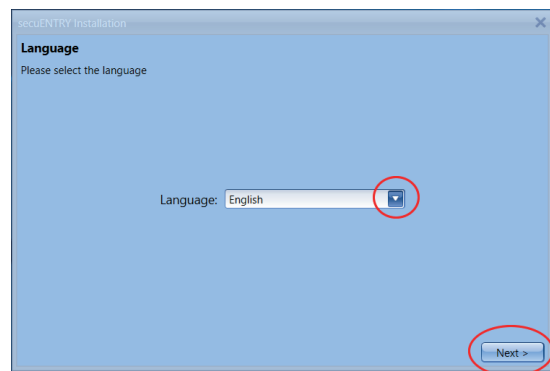 secuENTRY Installation
Language
Please select the language
Language: English
Next >